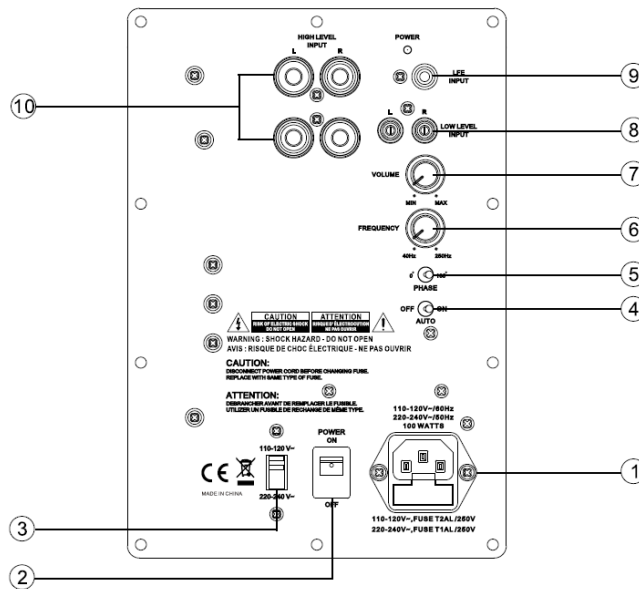 HIGH LEVEL
INPUT
L R
POWER
LFE
INPUT
9
10
L R
LOW LEVEL
INPUT
8
VOLUME
7
MIN MAX
FREQUENCY
6
40Hz 250Hz
0° 180°
5
PHASE
OFF ON
4
AUTO
CAUTION
RISK OF ELECTRIC SHOCK
DO NOT OPEN
ATTENTION
RISQUE D'ÉLECTROCUTION
NE PAS OUVRIR
WARNING : SHOCK HAZARD - DO NOT OPEN
AVIS : RISQUE DE CHOC ÉLECTRIQUE - NE PAS OUVRIR
CAUTION:
DISCONNECT POWER CORD BEFORE CHANGING FUSE.
REPLACE WITH SAME TYPE OF FUSE.
ATTENTION:
DEBRANCHER AVANT DE REMPLACER LE FUSIBLE.
UTILIZER UN FUSIBLE DE RECHANGE DE MÊME TYPE.
110-120V~/60Hz
220-240V~/50Hz
100 WATTS
POWER
ON
OFF
110-120 V~
220-240 V~
CE
MADE IN CHINA
1
3
110-120V~,FUSE T2AL/250V
220-240V~,FUSE T1AL/250V
2